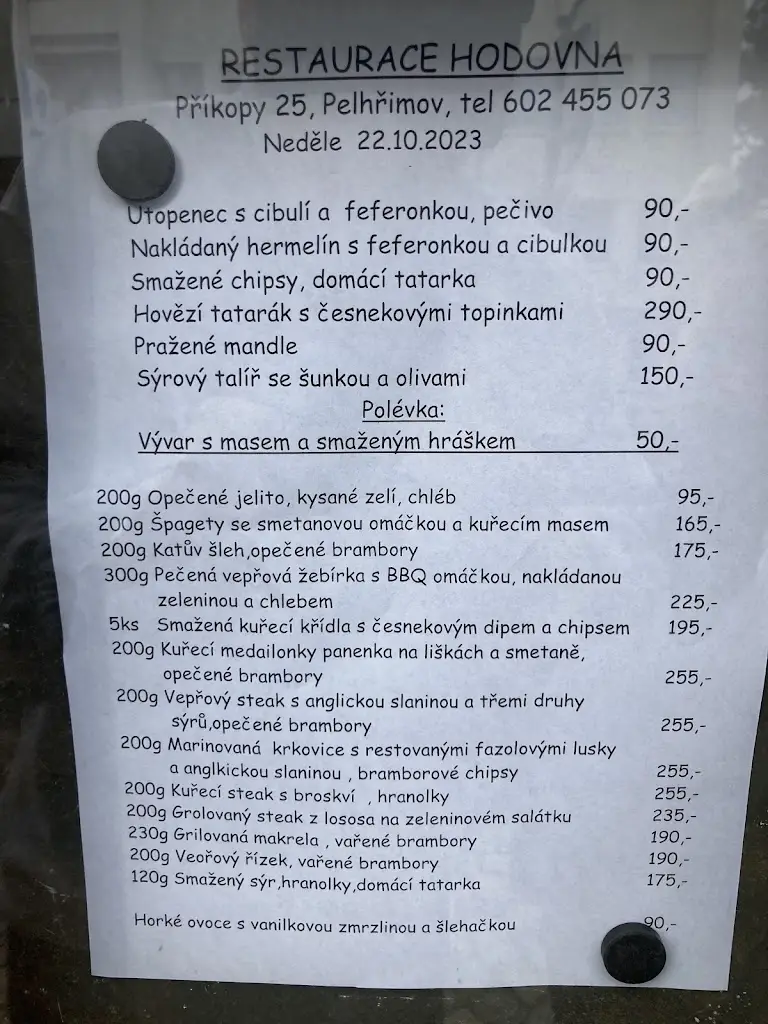 RESTAURACE HODOVNA
Příkopy 25, Pelhřimov, tel 602 455 073
Neděle 22.10.2023
Utopenec s cibulí a feferonkou, pečivo 90,-
Nakládaný hermelín s feferonkou a cibulkou 90,-
Smažené chipsy, domácí tatarka 90,-
Hovězí tatarák s česnekovými topinkami 290,-
Pražené mandle 90,-
Sýrový talíř se šunkou a olivami 150,-
Polévka:
Vývar s masem a smaženým hráškem 50,-
200g Opečené jelito, kysané zelí, chléb 95,-
200g Špagety se smetanovou omáčkou a kuřecím masem 165,-
200g Katův šleh,opečené brambory 175,-
300g Pečená vepřová žebírka s BBQ omáčkou, nakládanou
zeleninou a chlebem 225,-
5ks Smažená kuřecí křídla s česnekovým dipem a chipsem 195,-
200g Kuřecí medailonky panenka na liškách a smetaně,
opečené brambory 255,-
200g Vepřový steak s anglickou slaninou a třemi druhy
sýrů,opečené brambory 255,-
200g Marinovaná krkovice s restovanými fazolovými lusky
a anglkickou slaninou , bramborové chipsy 255,-
200g Kuřecí steak s broskví , hranolky 255,-
200g Grolovaný steak z lososa na zeleninovém salátku 235,-
230g Grilovaná makrela , vařené brambory 190,-
200g Veořový řízek, vařené brambory 190,-
120g Smažený sýr,hranolky,domácí tatarka 175,-
Horké ovoce s vanilkovou zmrzlinou a šlehačkou 90,-